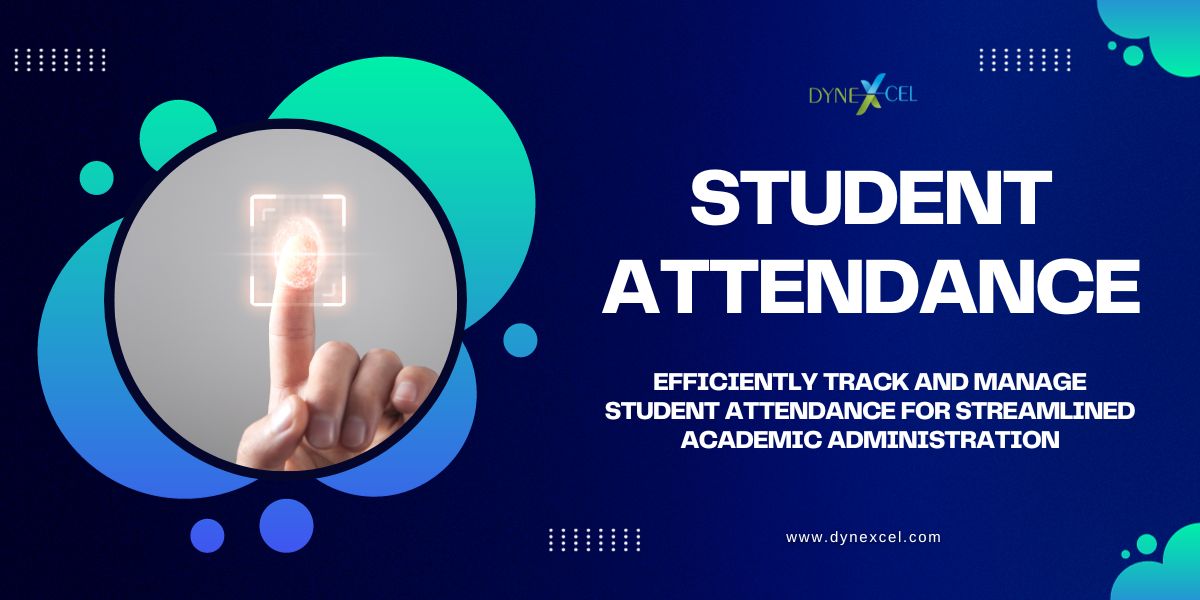 DYNEXCEL
STUDENT
ATTENDANCE
EFFICIENTLY TRACK AND MANAGE
STUDENT ATTENDANCE FOR STREAMLINED
ACADEMIC ADMINISTRATION
www.dynexcel.com